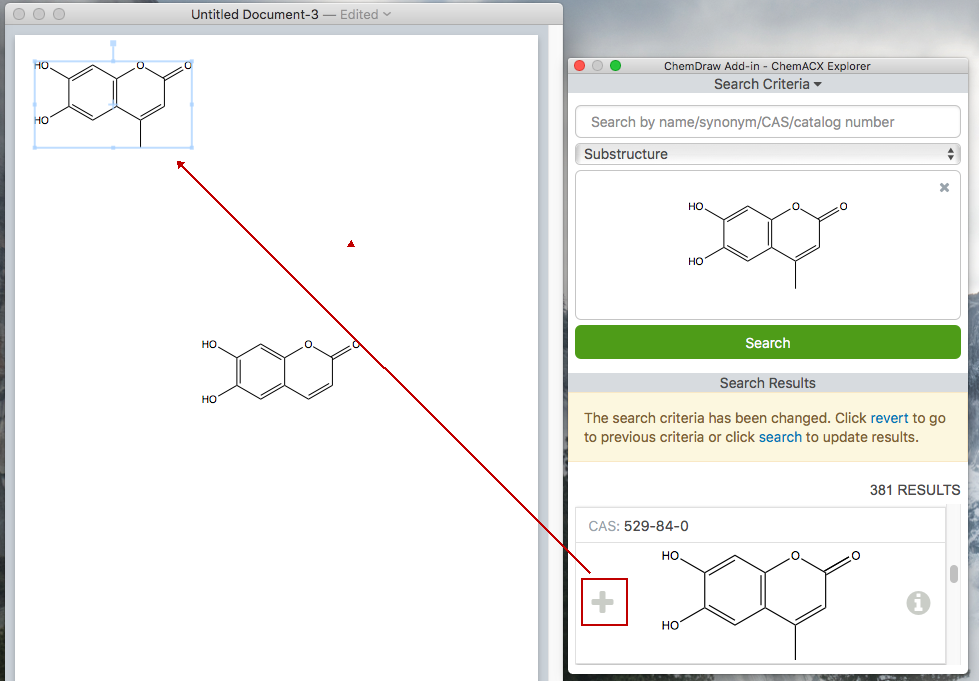 Untitled Document-3 — Edited
HO
O
O
HO
HO
O
O
HO
ChemDraw Add-in - ChemACX Explorer
Search Criteria
Search by name/synonym/CAS/catalog number
Substructure
HO
O
O
HO
Search
Search Results
The search criteria has been changed. Click revert to go
to previous criteria or click search to update results.
381 RESULTS
CAS: 529-84-0
HO
O
O
HO